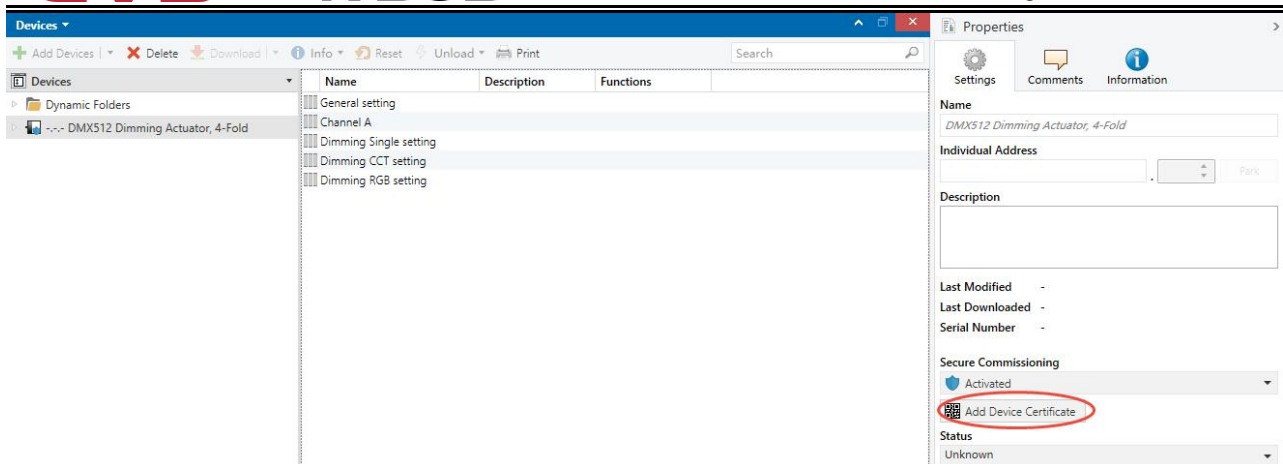 Devices
Add Devices Delete Download Info Reset Unload Print Search
Devices
Dynamic Folders
-.-.- DMX512 Dimming Actuator, 4-Fold
Name Description Functions
General setting
Channel A
Dimming Single setting
Dimming CCT setting
Dimming RGB setting
Properties
Settings Comments Information
Name
DMX512 Dimming Actuator, 4-Fold
Individual Address
. Park
Description
Last Modified -
Last Downloaded -
Serial Number -
Secure Commissioning
Activated
Add Device Certificate
Status
Unknown